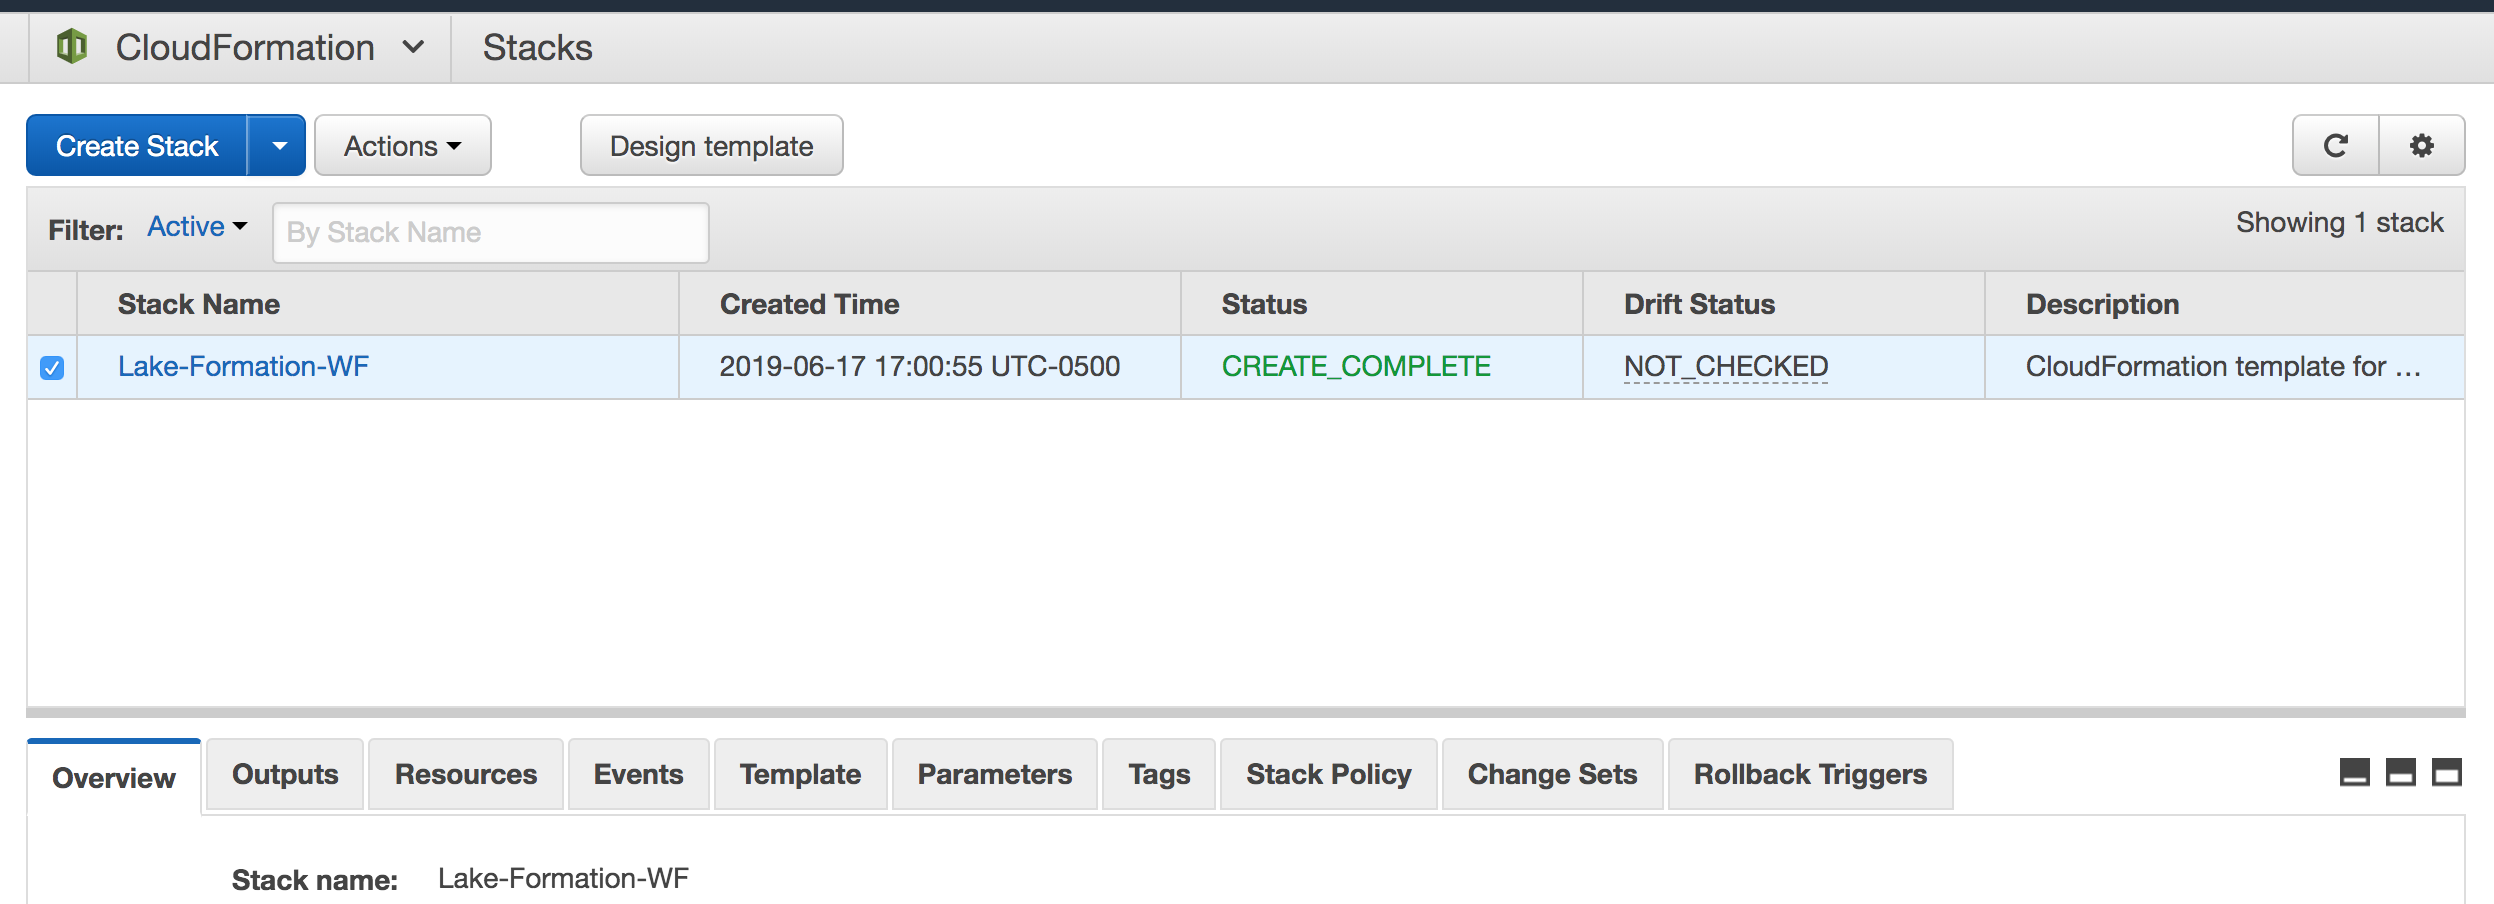 CloudFormation Stacks
Create Stack Actions Design template
Filter: Active By Stack Name Showing 1 stack
Stack Name Created Time Status Drift Status Description
Lake-Formation-WF 2019-06-17 17:00:55 UTC-0500 CREATE_COMPLETE NOT_CHECKED CloudFormation template for ...
Overview Outputs Resources Events Template Parameters Tags Stack Policy Change Sets Rollback Triggers
Stack name: Lake-Formation-WF